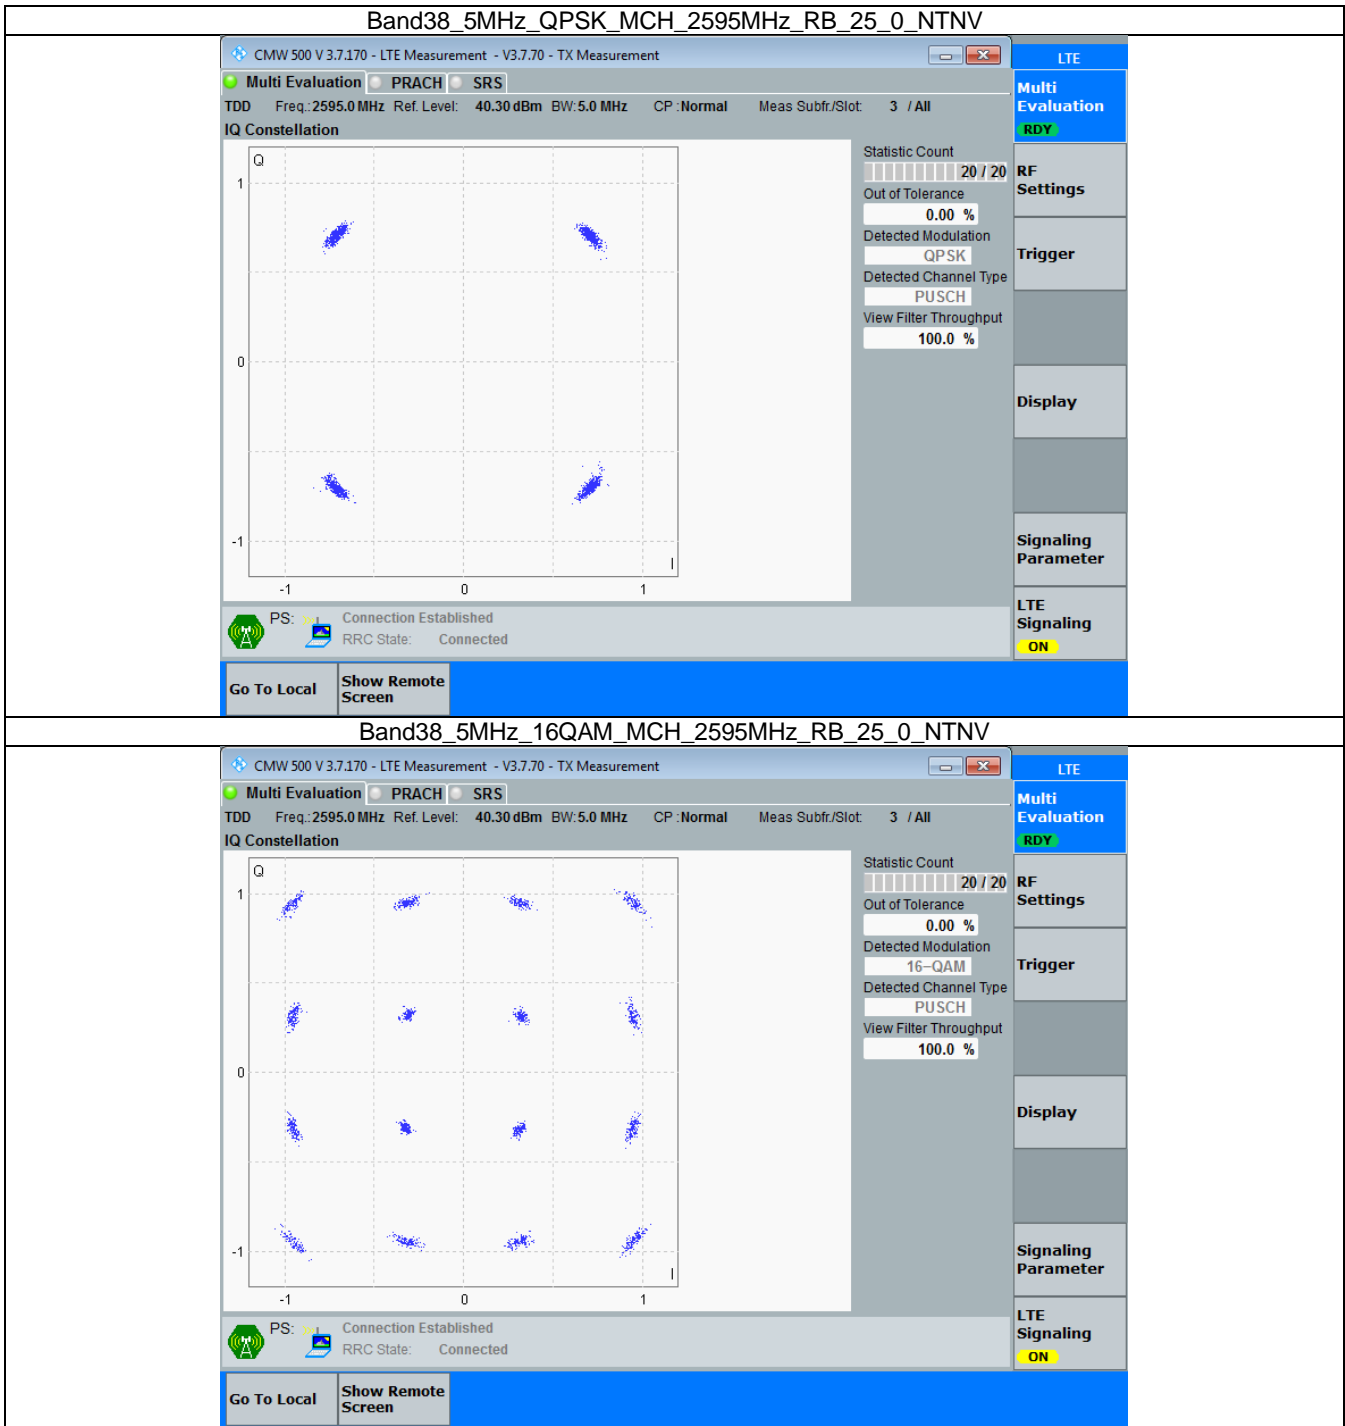 Band38_5MHz_QPSK_MCH_2595MHz_RB_25_0_NTNV
CMW 500 V 3.7.170 - LTE Measurement - V3.7.70 - TX Measurement
LTE
Multi Evaluation PRACH SRS
TDD Freq.: 2595.0 MHz Ref. Level: 40.30 dBm BW: 5.0 MHz CP : Normal Meas Subfr./Slot: 3 / All
IQ Constellation
Q
1
0
-1
I
-1 0 1
Statistic Count
20 / 20
Out of Tolerance
0.00 %
Detected Modulation
QPSK
Detected Channel Type
PUSCH
View Filter Throughput
100.0 %
Multi
Evaluation
RDY
RF
Settings
Trigger
Display
Signaling
Parameter
LTE
Signaling
ON
PS: Connection Established
RRC State: Connected
Go To Local
Show Remote
Screen
Band38_5MHz_16QAM_MCH_2595MHz_RB_25_0_NTNV
CMW 500 V 3.7.170 - LTE Measurement - V3.7.70 - TX Measurement
LTE
Multi Evaluation PRACH SRS
TDD Freq.: 2595.0 MHz Ref. Level: 40.30 dBm BW: 5.0 MHz CP : Normal Meas Subfr./Slot: 3 / All
IQ Constellation
Q
1
0
-1
I
-1 0 1
Statistic Count
20 / 20
Out of Tolerance
0.00 %
Detected Modulation
16-QAM
Detected Channel Type
PUSCH
View Filter Throughput
100.0 %
Multi
Evaluation
RDY
RF
Settings
Trigger
Display
Signaling
Parameter
LTE
Signaling
ON
PS: Connection Established
RRC State: Connected
Go To Local
Show Remote
Screen